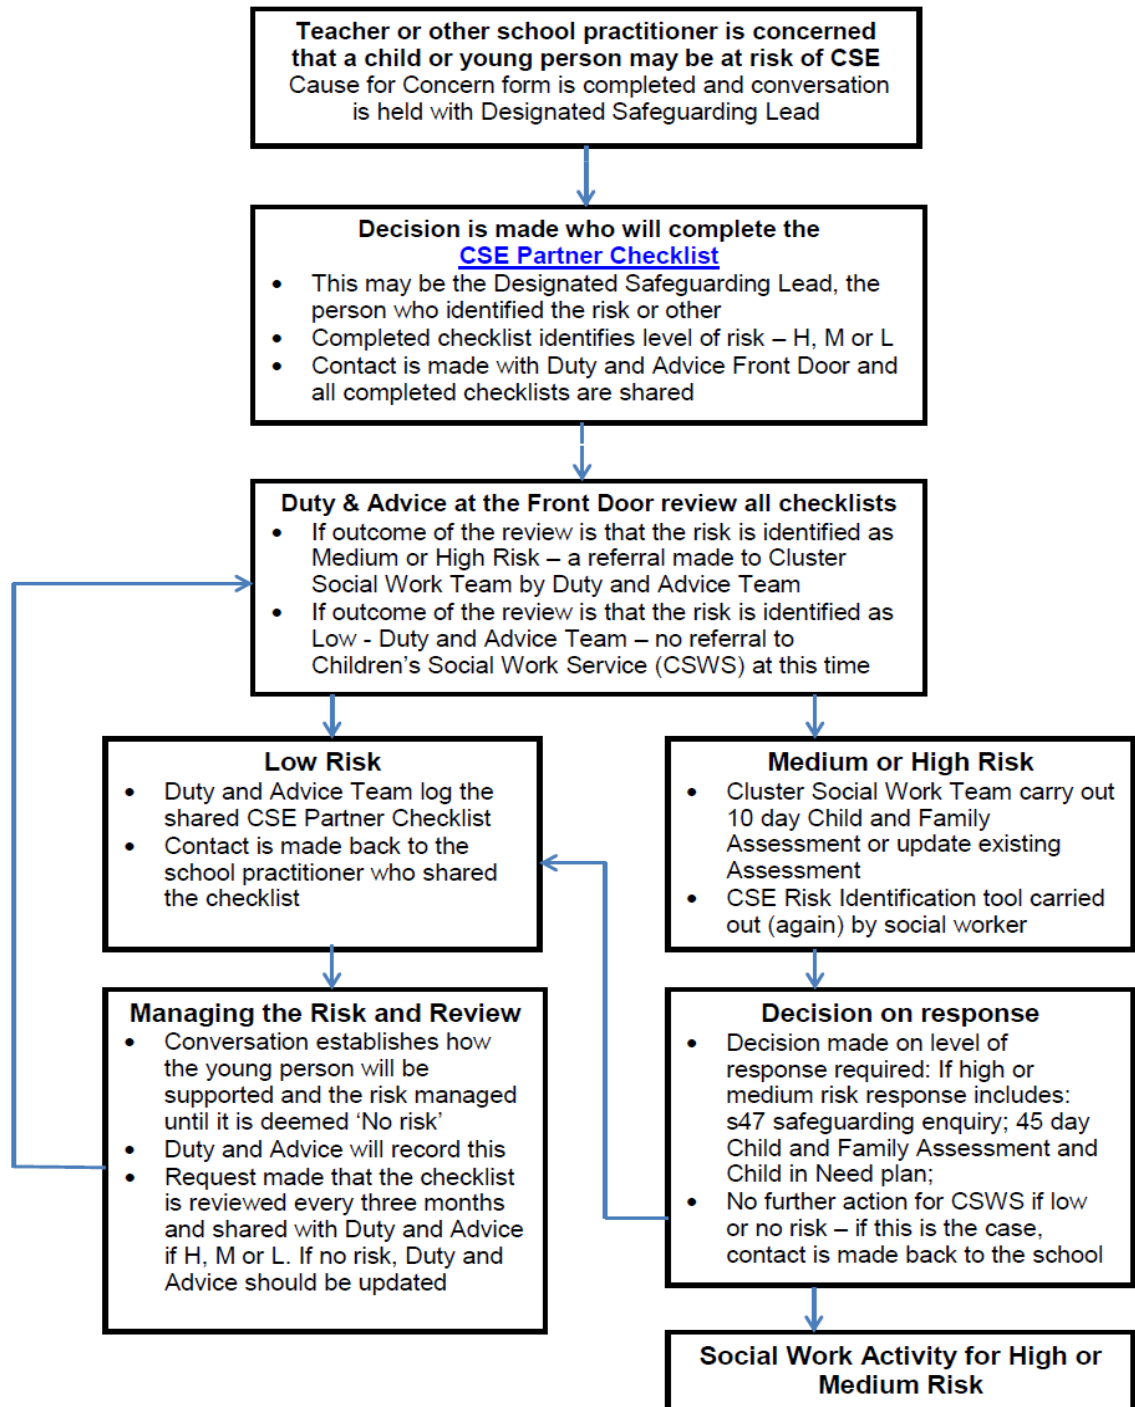 Teacher or other school practitioner is concerned
that a child or young person may be at risk of CSE
Cause for Concern form is completed and conversation
is held with Designated Safeguarding Lead
Decision is made who will complete the
CSE Partner Checklist
• This may be the Designated Safeguarding Lead, the
person who identified the risk or other
• Completed checklist identifies level of risk – H, M or L
• Contact is made with Duty and Advice Front Door and
all completed checklists are shared
Duty & Advice at the Front Door review all checklists
• If outcome of the review is that the risk is identified as
Medium or High Risk – a referral made to Cluster
Social Work Team by Duty and Advice Team
• If outcome of the review is that the risk is identified as
Low - Duty and Advice Team – no referral to
Children's Social Work Service (CSWS) at this time
Low Risk
• Duty and Advice Team log the
shared CSE Partner Checklist
• Contact is made back to the
school practitioner who shared
the checklist
Medium or High Risk
• Cluster Social Work Team carry out
10 day Child and Family
Assessment or update existing
Assessment
• CSE Risk Identification tool carried
out (again) by social worker
Managing the Risk and Review
• Conversation establishes how
the young person will be
supported and the risk managed
until it is deemed 'No risk'
• Duty and Advice will record this
• Request made that the checklist
is reviewed every three months
and shared with Duty and Advice
if H, M or L. If no risk, Duty and
Advice should be updated
Decision on response
• Decision made on level of
response required: If high or
medium risk response includes:
s47 safeguarding enquiry; 45 day
Child and Family Assessment and
Child in Need plan;
• No further action for CSWS if low
or no risk – if this is the case,
contact is made back to the school
Social Work Activity for High or
Medium Risk